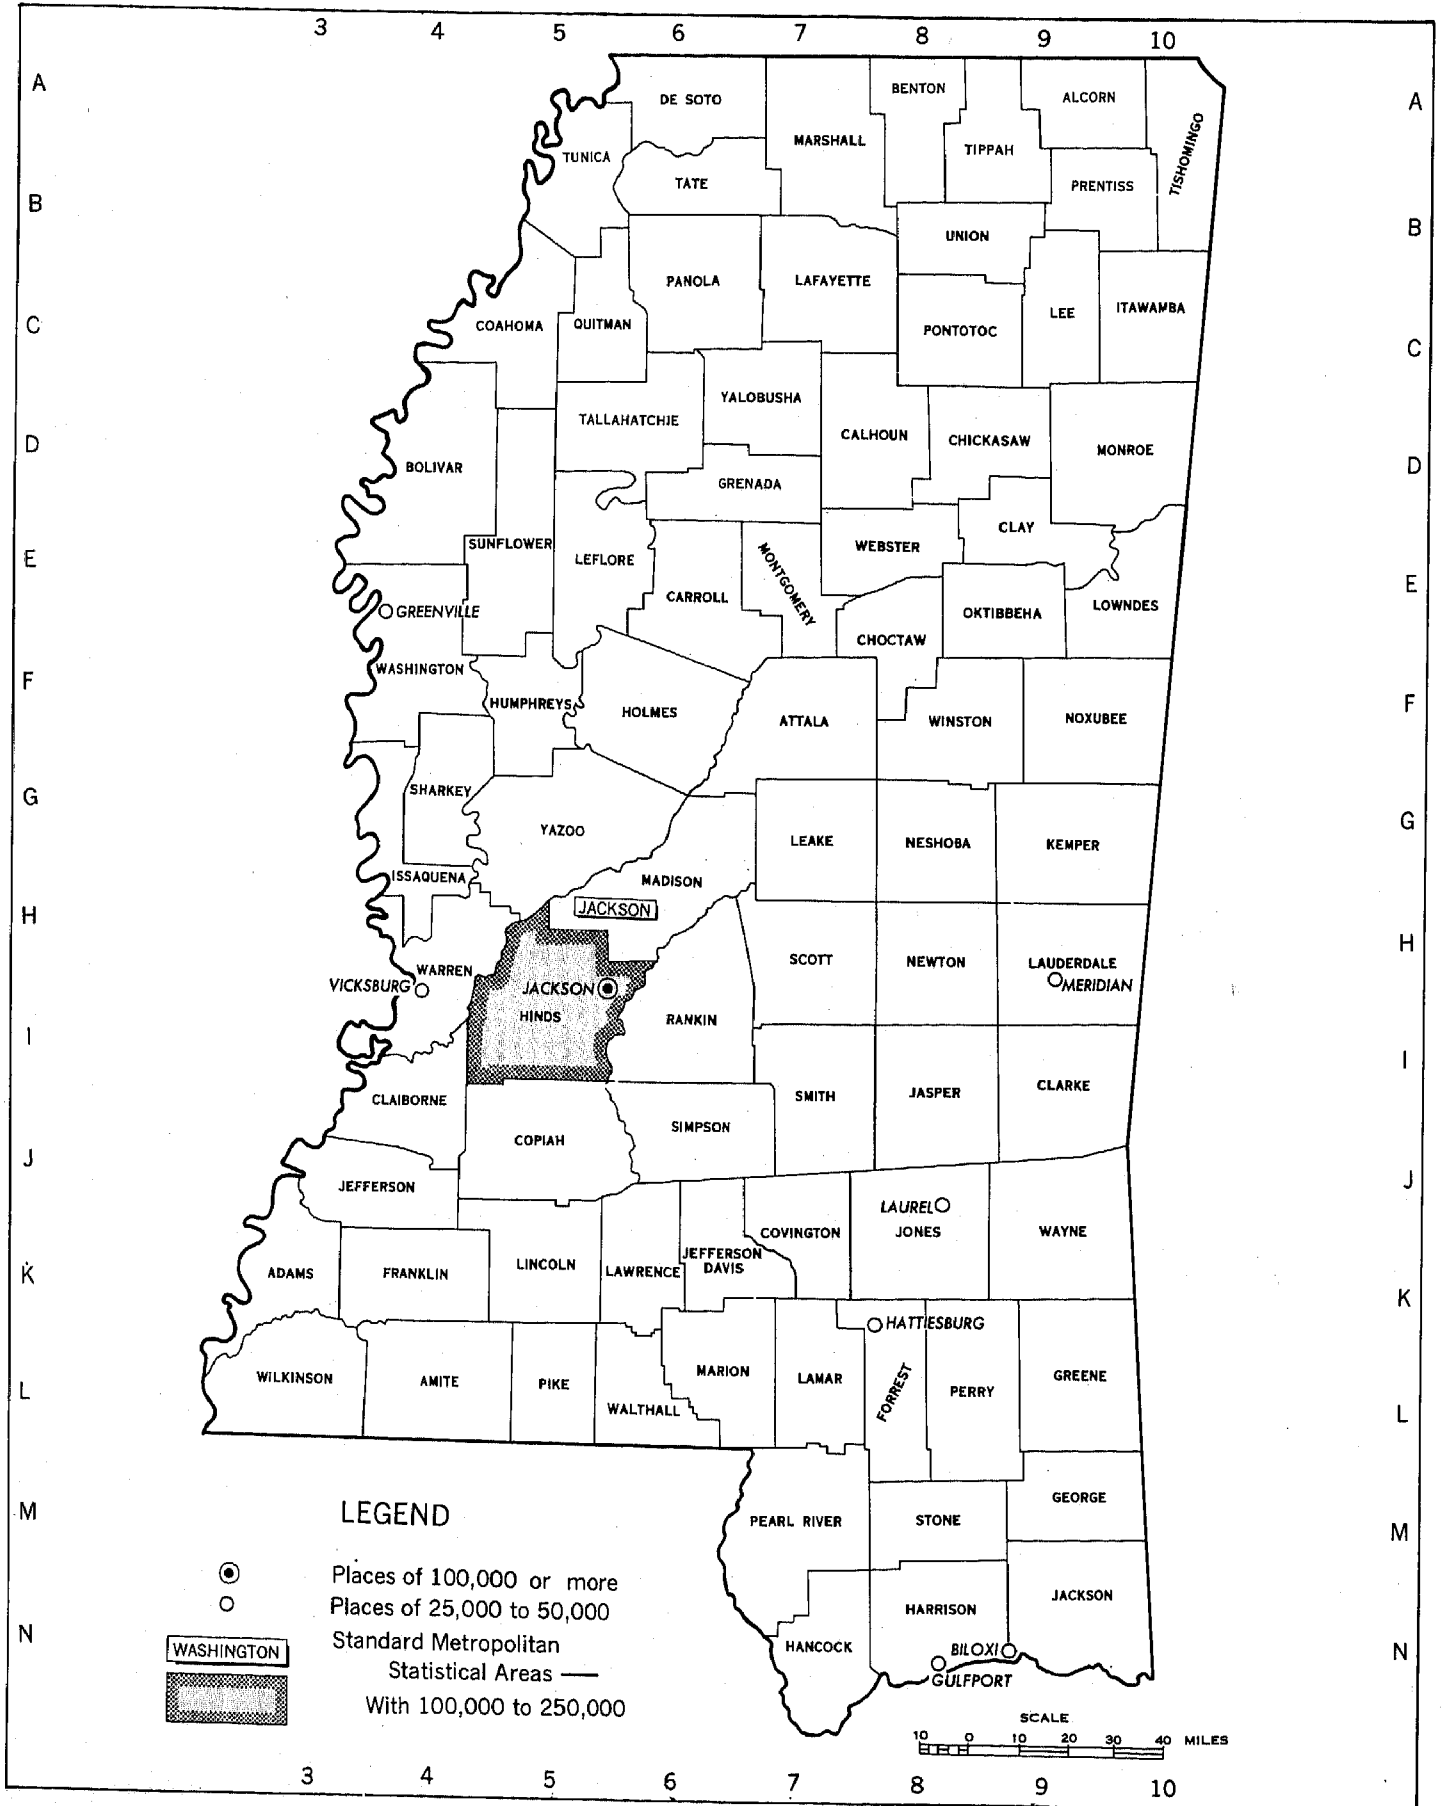 3 4 5 6 7 8 9 10
A A
BENTON
DE SOTO
ALCORN
MARSHALL
TISHOMINGO
TUNICA
TIPPAH
TATE
PRENTISS
B B
UNION
PANOLA
LAFAYETTE
ITAWAMBA
LEE
C C
COAHOMA
QUITMAN
PONTOTOC
YALOBUSHA
TALLAHATCHIE
CALHOUN
CHICKASAW
MONROE
D D
BOLIVAR
GRENADA
CLAY
SUNFLOWER
WEBSTER
LEFLORE
MONTGOMERY
E E
CARROLL
GREENVILLE
OKTIBBEHA
LOWNDES
CHOCTAW
WASHINGTON
F F
HUMPHREYS
HOLMES
ATTALA
WINSTON
NOXUBEE
SHARKEY
G G
YAZOO
LEAKE
NESHOBA
KEMPER
ISSAQUENA
MADISON
JACKSON
H H
SCOTT
NEWTON
LAUDERDALE
WARREN
VICKSBURG
JACKSON
MERIDIAN
HINDS
RANKIN
I I
CLAIBORNE
SMITH
JASPER
CLARKE
COPIAH
SIMPSON
J J
JEFFERSON
LAUREL
JONES
COVINGTON
WAYNE
JEFFERSON
DAVIS
LINCOLN
LAWRENCE
ADAMS
FRANKLIN
K K
HATTIESBURG
WILKINSON
AMITE
PIKE
MARION
LAMAR
FORREST
PERRY
GREENE
WALTHALL
L L
GEORGE
PEARL RIVER
STONE
M M
JACKSON
HARRISON
HANCOCK
BILOXI
GULFPORT
N N
LEGEND
Places of 100,000 or more
Places of 25,000 to 50,000
WASHINGTON
Standard Metropolitan
Statistical Areas —
With 100,000 to 250,000
SCALE
10 0 10 20 30 40 MILES
3 4 5 6 7 8 9 10